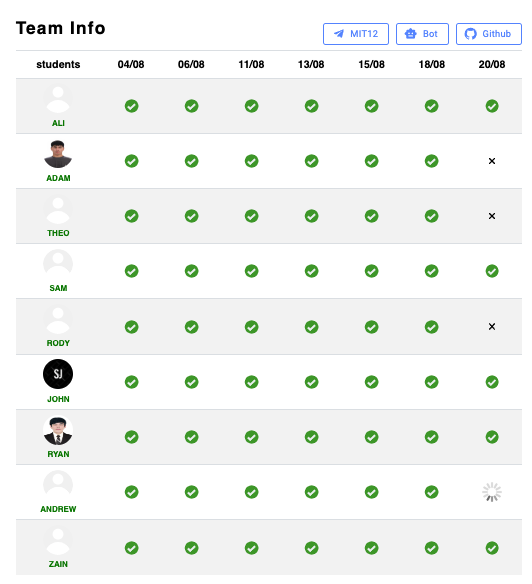 Team Info
MIT12
Bot
Github
students 04/08 06/08 11/08 13/08 15/08 18/08 20/08
ALI
ADAM
THEO
SAM
RODY
SJ
JOHN
RYAN
ANDREW
ZAIN